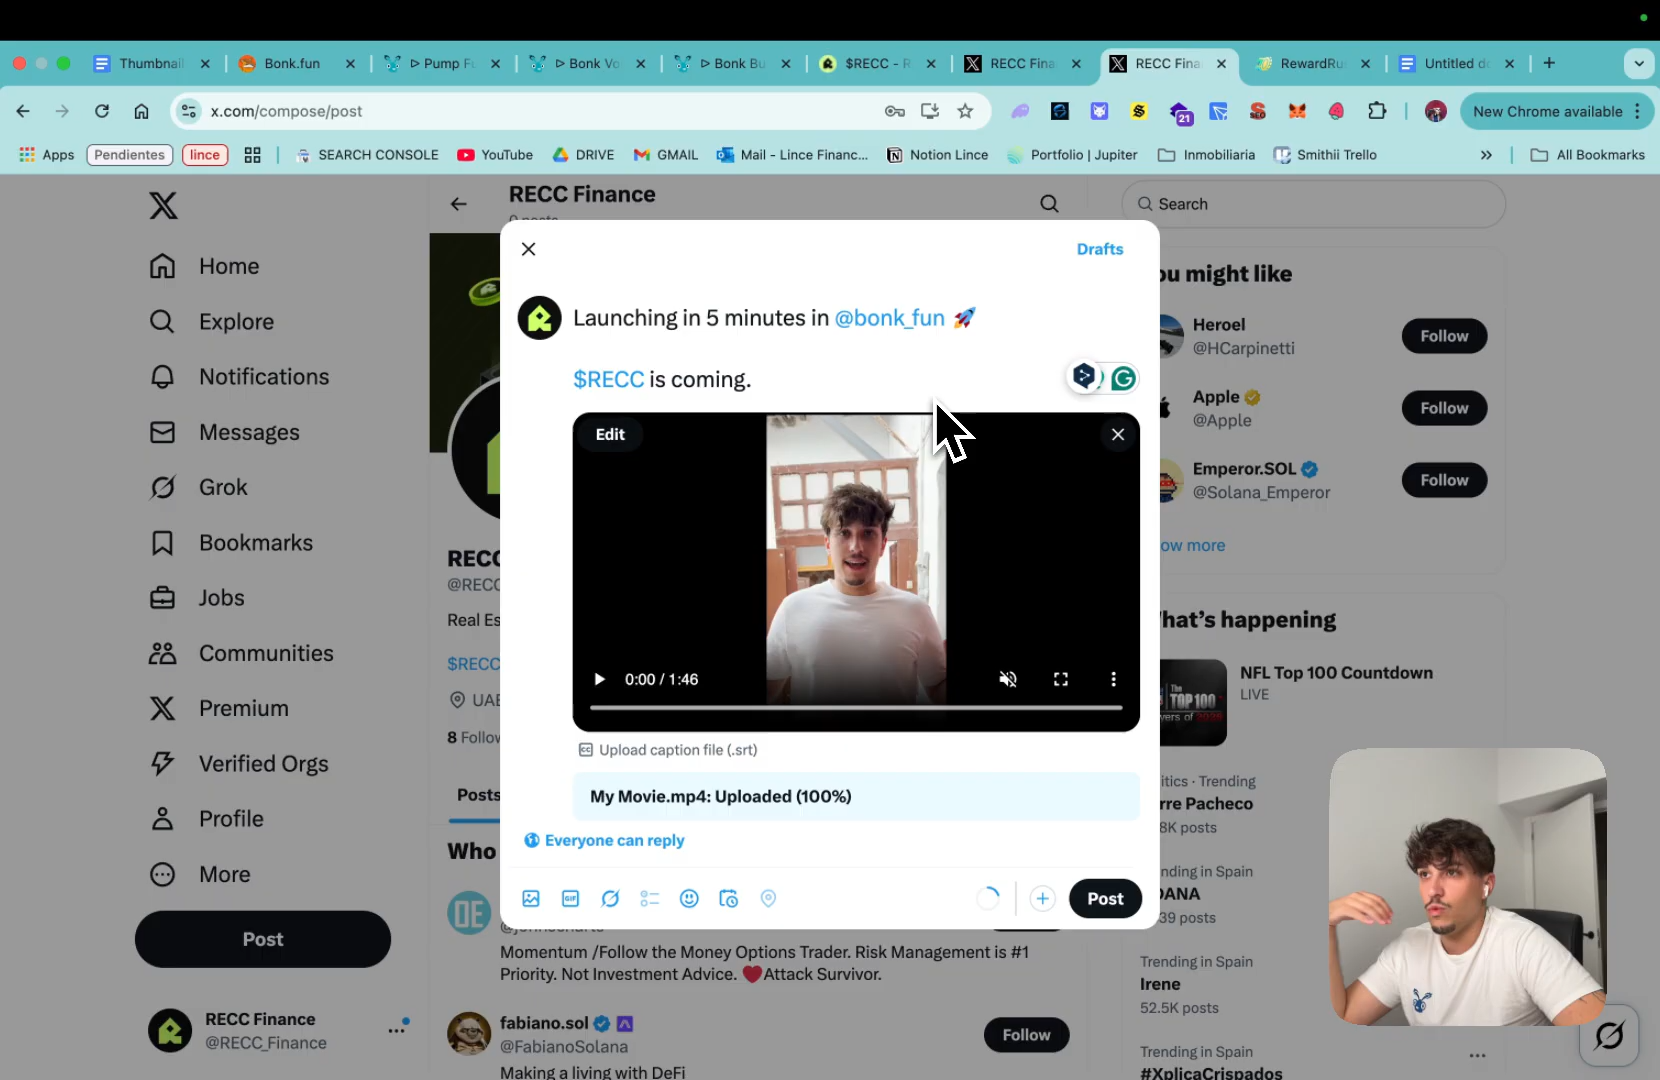 Thumbnail
Bonk.fun
Pump Fu
Bonk Vo
Bonk Bu
$RECC - R
RECC Fina
RECC Fina
RewardRu
Untitled do
x.com/compose/post
21
New Chrome available
Apps
Pendientes
lince
SEARCH CONSOLE
YouTube
DRIVE
GMAIL
Mail - Lince Financ...
Notion Lince
Portfolio | Jupiter
Inmobiliaria
Smithii Trello
All Bookmarks
Home
Explore
Notifications
Messages
Grok
Bookmarks
Jobs
Communities
Premium
Verified Orgs
Profile
More
Post
RECC Finance
@RECC_Finance
RECC Finance
0 posts
RECC
@RECC
Real Es
$RECC
UAE
8 Follow
Posts
Who
Drafts
Launching in 5 minutes in @bonk_fun 🚀
$RECC is coming.
Edit
0:00 / 1:46
Upload caption file (.srt)
My Movie.mp4: Uploaded (100%)
Everyone can reply
GIF
Post
Momentum /Follow the Money Options Trader. Risk Management is #1
Priority. Not Investment Advice. ❤️Attack Survivor.
fabiano.sol
@FabianoSolana
Follow
Making a living with DeFi
Search
ou might like
Heroel
@HCarpinetti
Follow
Apple
@Apple
Follow
Emperor.SOL
@Solana_Emperor
Follow
ow more
hat's happening
The
TOP 100
NFL Top 100 Countdown
LIVE
itics · Trending
rre Pacheco
8K posts
nding in Spain
DANA
39 posts
Trending in Spain
Irene
52.5K posts
Trending in Spain
#XplicaCrispados